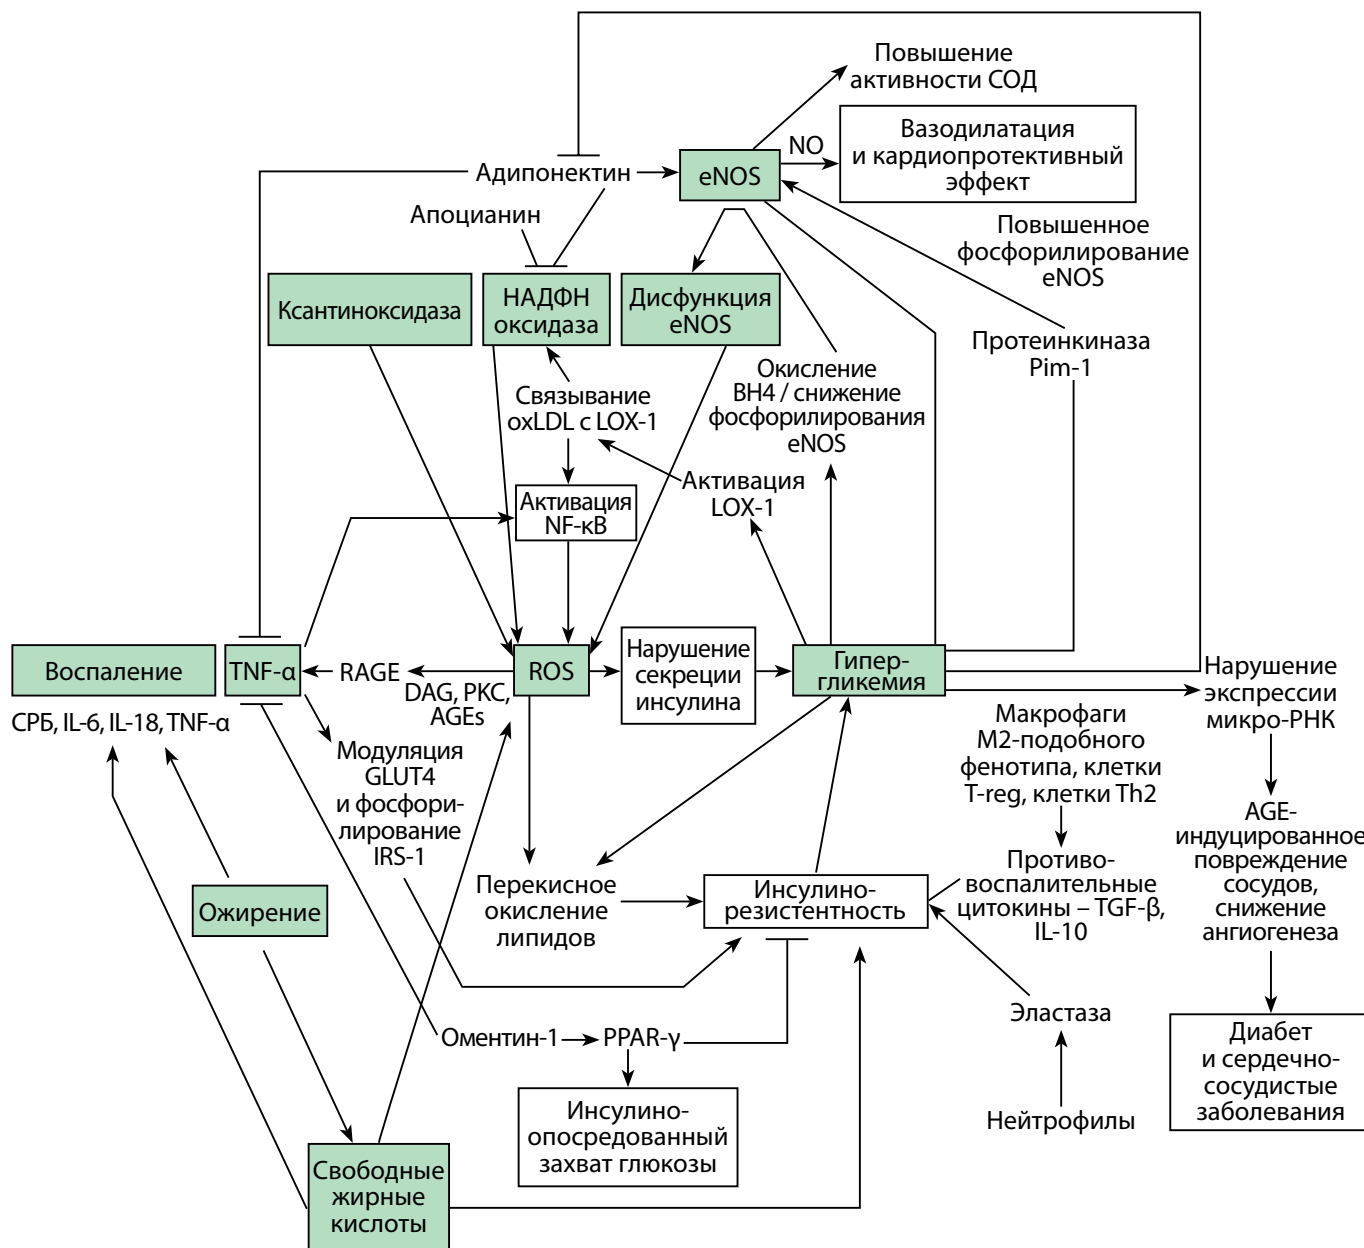 Повышение
активности СОД
NO
Вазодилатация
и кардиопротективный
эффект
Адипонектин
eNOS
Апоцианин
Повышенное
фосфорилирование
eNOS
Ксантиноксидаза
НАДФН
оксидаза
Дисфункция
eNOS
Протеинкиназа
Pim-1
Окисление
BH4 / снижение
фосфорилирования
eNOS
Связывание
oxLDL с LOX-1
Активация
LOX-1
Активация
NF-κB
Воспаление
TNF-α
RAGE
ROS
DAG, PKC,
AGEs
Нарушение
секреции
инсулина
Гипер-
гликемия
Нарушение
экспрессии
микро-РНК
СРБ, IL-6, IL-18, TNF-α
Модуляция
GLUT4
и фосфори-
лирование
IRS-1
Макрофаги
М2-подобного
фенотипа, клетки
T-reg, клетки Th2
AGE-
индуцированное
повреждение
сосудов,
снижение
ангиогенеза
Ожирение
Перекисное
окисление
липидов
Инсулино-
резистентность
Противо-
воспалительные
цитокины – TGF-β,
IL-10
Эластаза
Оментин-1
PPAR-γ
Диабет
и сердечно-
сосудистые
заболевания
Инсулино-
опосредованный
захват глюкозы
Нейтрофилы
Свободные
жирные
кислоты